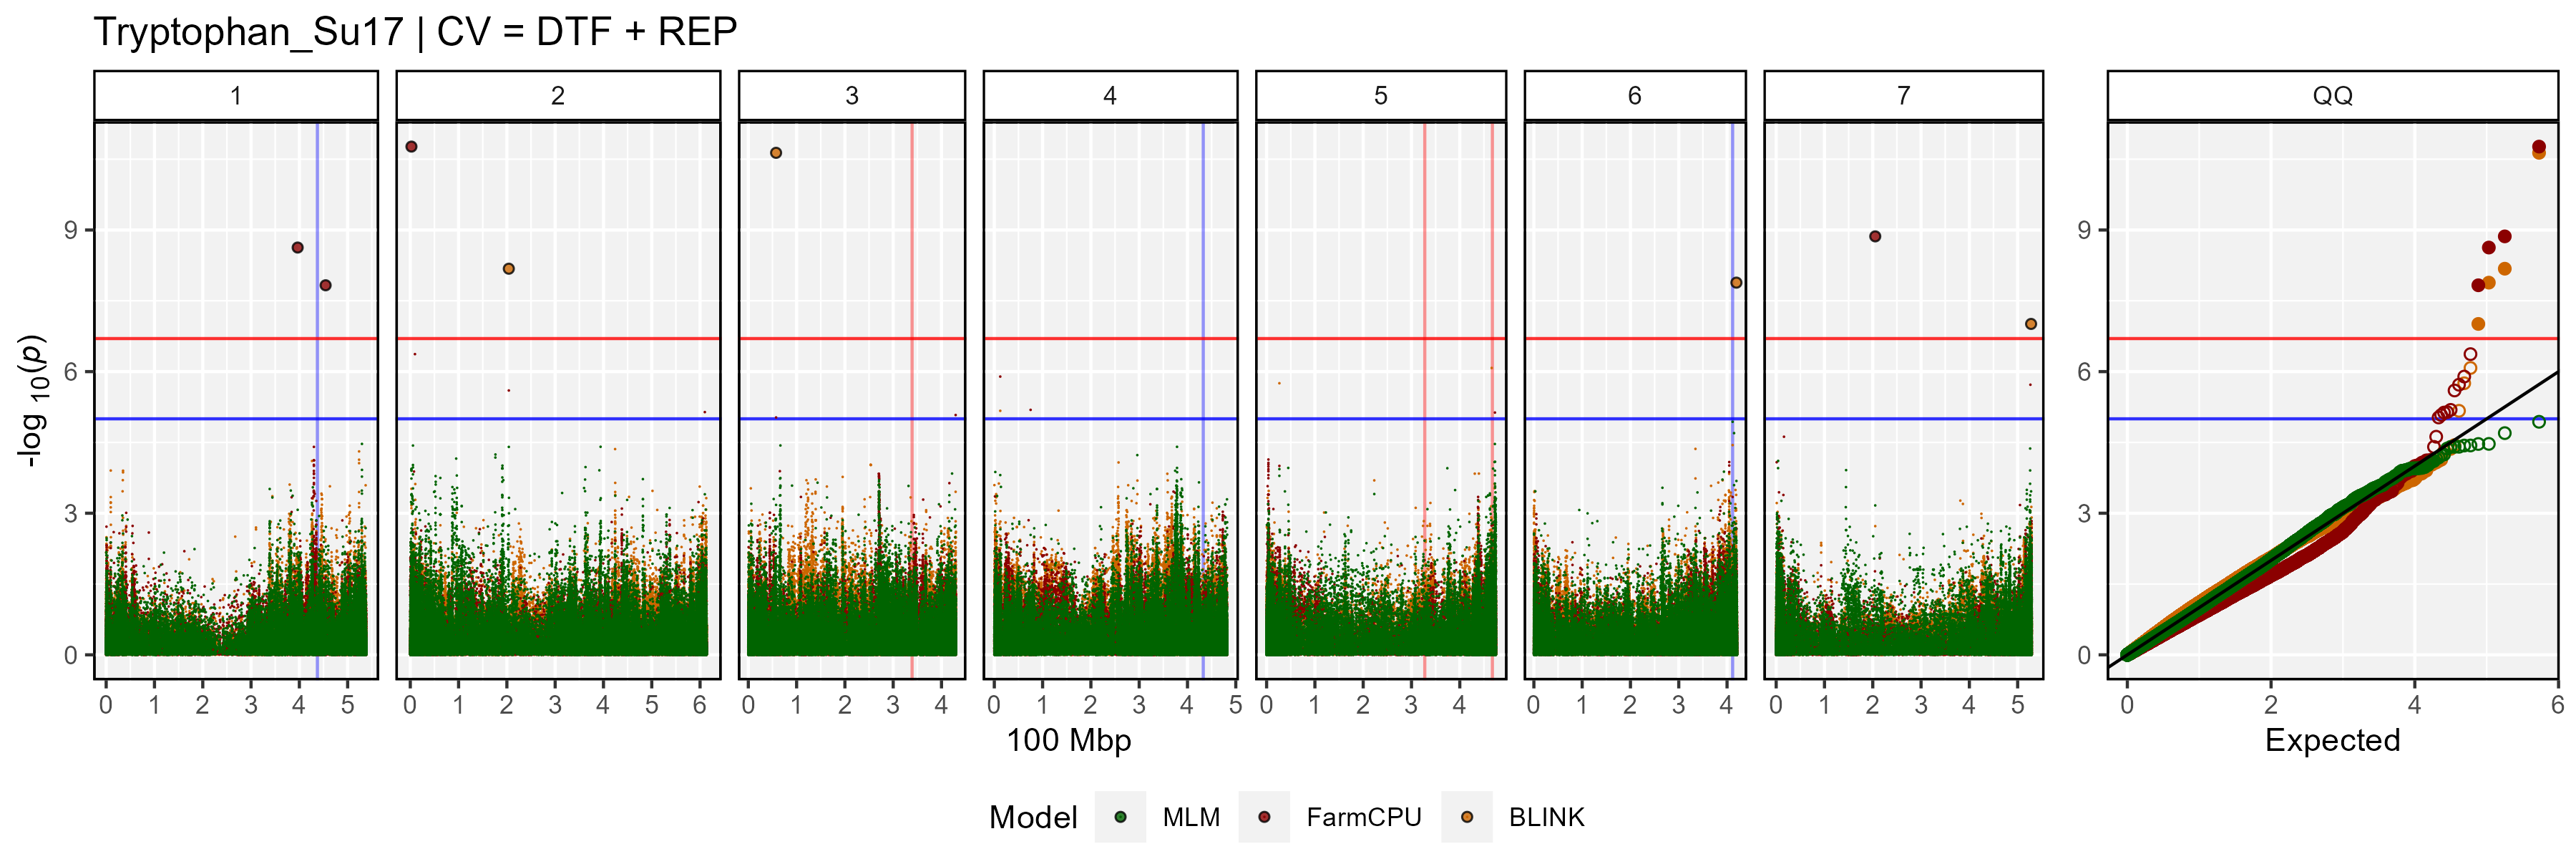 Tryptophan_Su17 | CV = DTF + REP
1 2 3 4 5 6 7 QQ
-log 10(p)
9 9
6 6
3 3
0 0
0 1 2 3 4 5 0 1 2 3 4 5 6 0 1 2 3 4 0 1 2 3 4 5 0 1 2 3 4 0 1 2 3 4 0 1 2 3 4 5 0 2 4 6
100 Mbp Expected
Model MLM FarmCPU BLINK